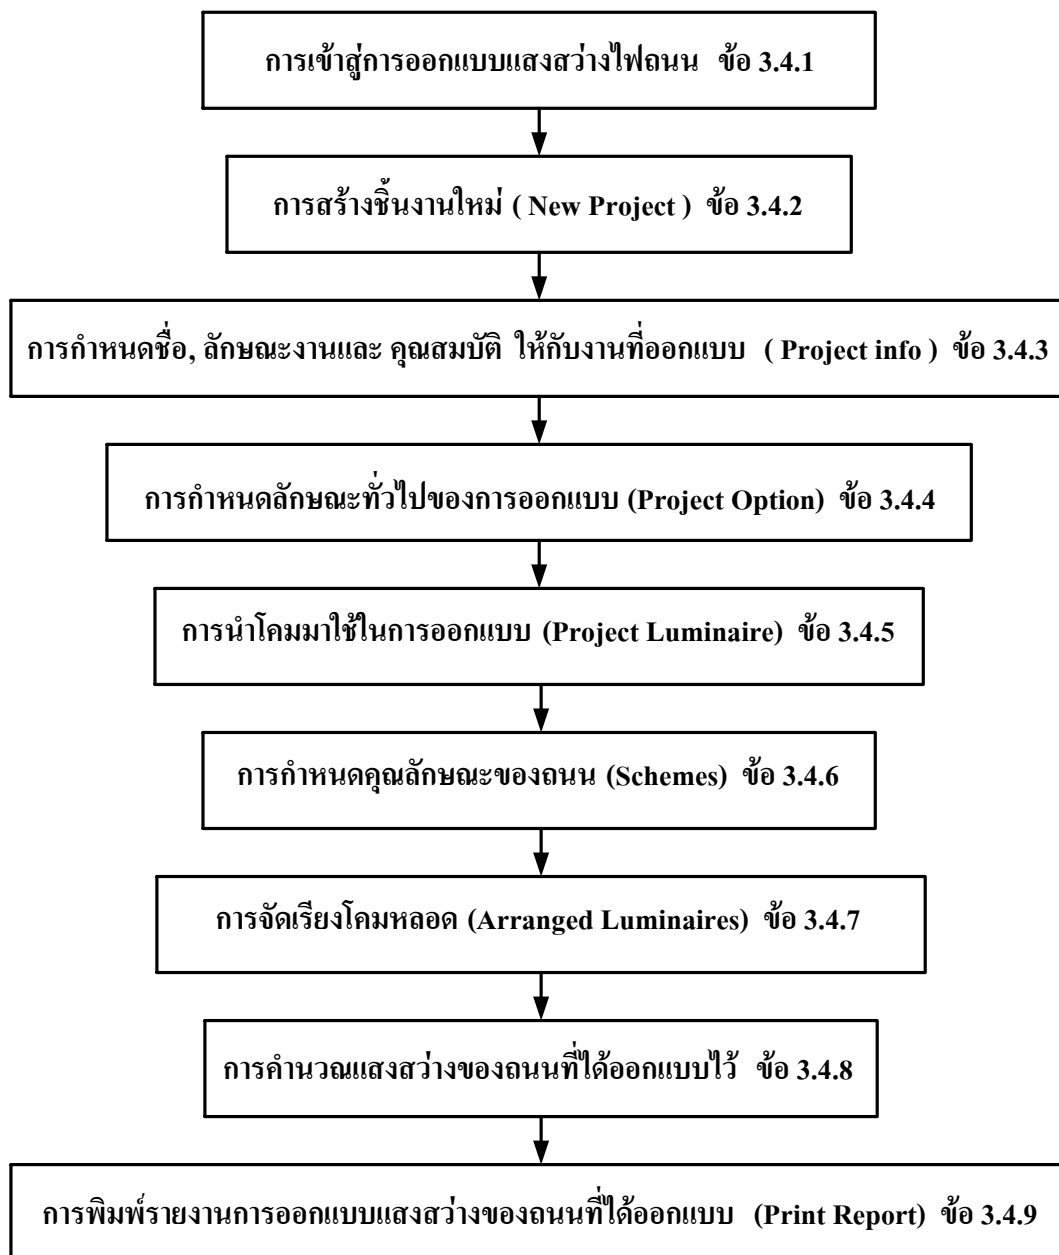 การเข้าสู่การออกแบบแสงสว่างไฟถนน ข้อ 3.4.1
การสร้างชิ้นงานใหม่ ( New Project ) ข้อ 3.4.2
การกำหนดชื่อ, ลักษณะงานและ คุณสมบัติ ให้กับงานที่ออกแบบ ( Project info ) ข้อ 3.4.3
การกำหนดลักษณะทั่วไปของการออกแบบ (Project Option) ข้อ 3.4.4
การนำโคมมาใช้ในการออกแบบ (Project Luminaire) ข้อ 3.4.5
การกำหนดคุณลักษณะของถนน (Schemes) ข้อ 3.4.6
การจัดเรียงโคมหลอด (Arranged Luminaires) ข้อ 3.4.7
การคำนวณแสงสว่างของถนนที่ได้ออกแบบไว้ ข้อ 3.4.8
การพิมพ์รายงานการออกแบบแสงสว่างของถนนที่ได้ออกแบบ (Print Report) ข้อ 3.4.9